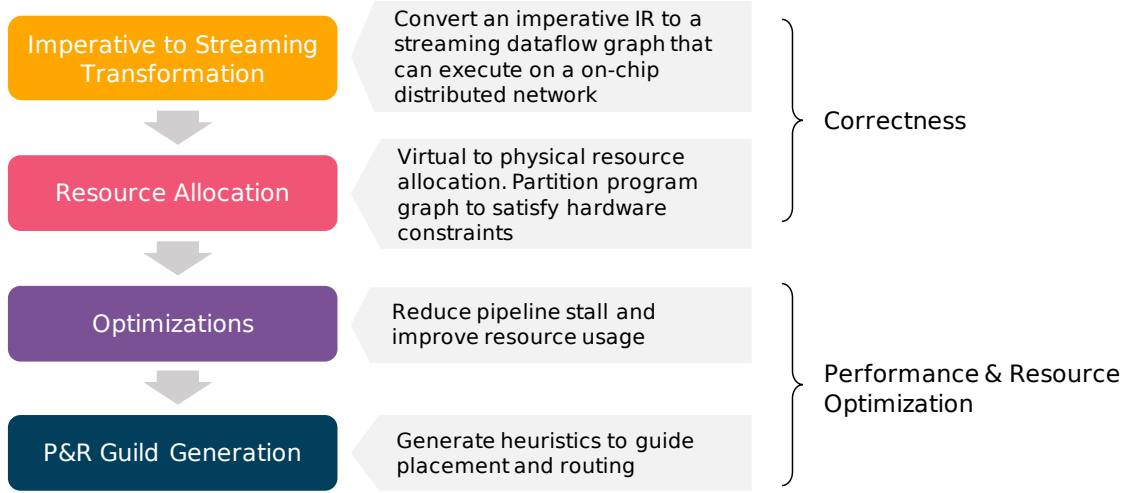 Imperative to Streaming
Transformation
Convert an imperative IR to a
streaming dataflow graph that
can execute on a on-chip
distributed network
Correctness
Resource Allocation
Virtual to physical resource
allocation. Partition program
graph to satisfy hardware
constraints
Optimizations
Reduce pipeline stall and
improve resource usage
Performance & Resource
Optimization
P&R Guild Generation
Generate heuristics to guide
placement and routing